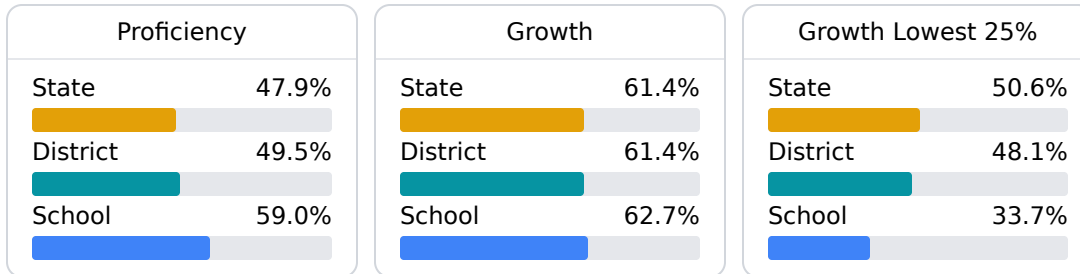 Proficiency
State 47.9%
District 49.5%
School 59.0%
Growth
State 61.4%
District 61.4%
School 62.7%
Growth Lowest 25%
State 50.6%
District 48.1%
School 33.7%